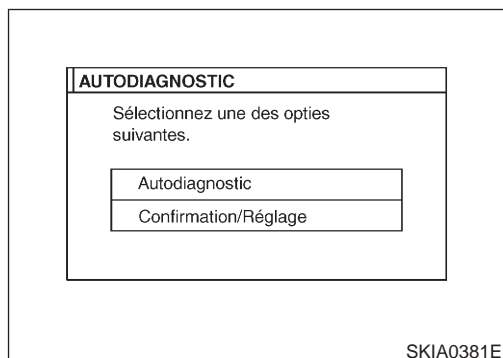 AUTODIAGNOSTIC
Sélectionnez une des opties
suivantes.
Autodiagnostic
Confirmation/Réglage
SKIA0381E